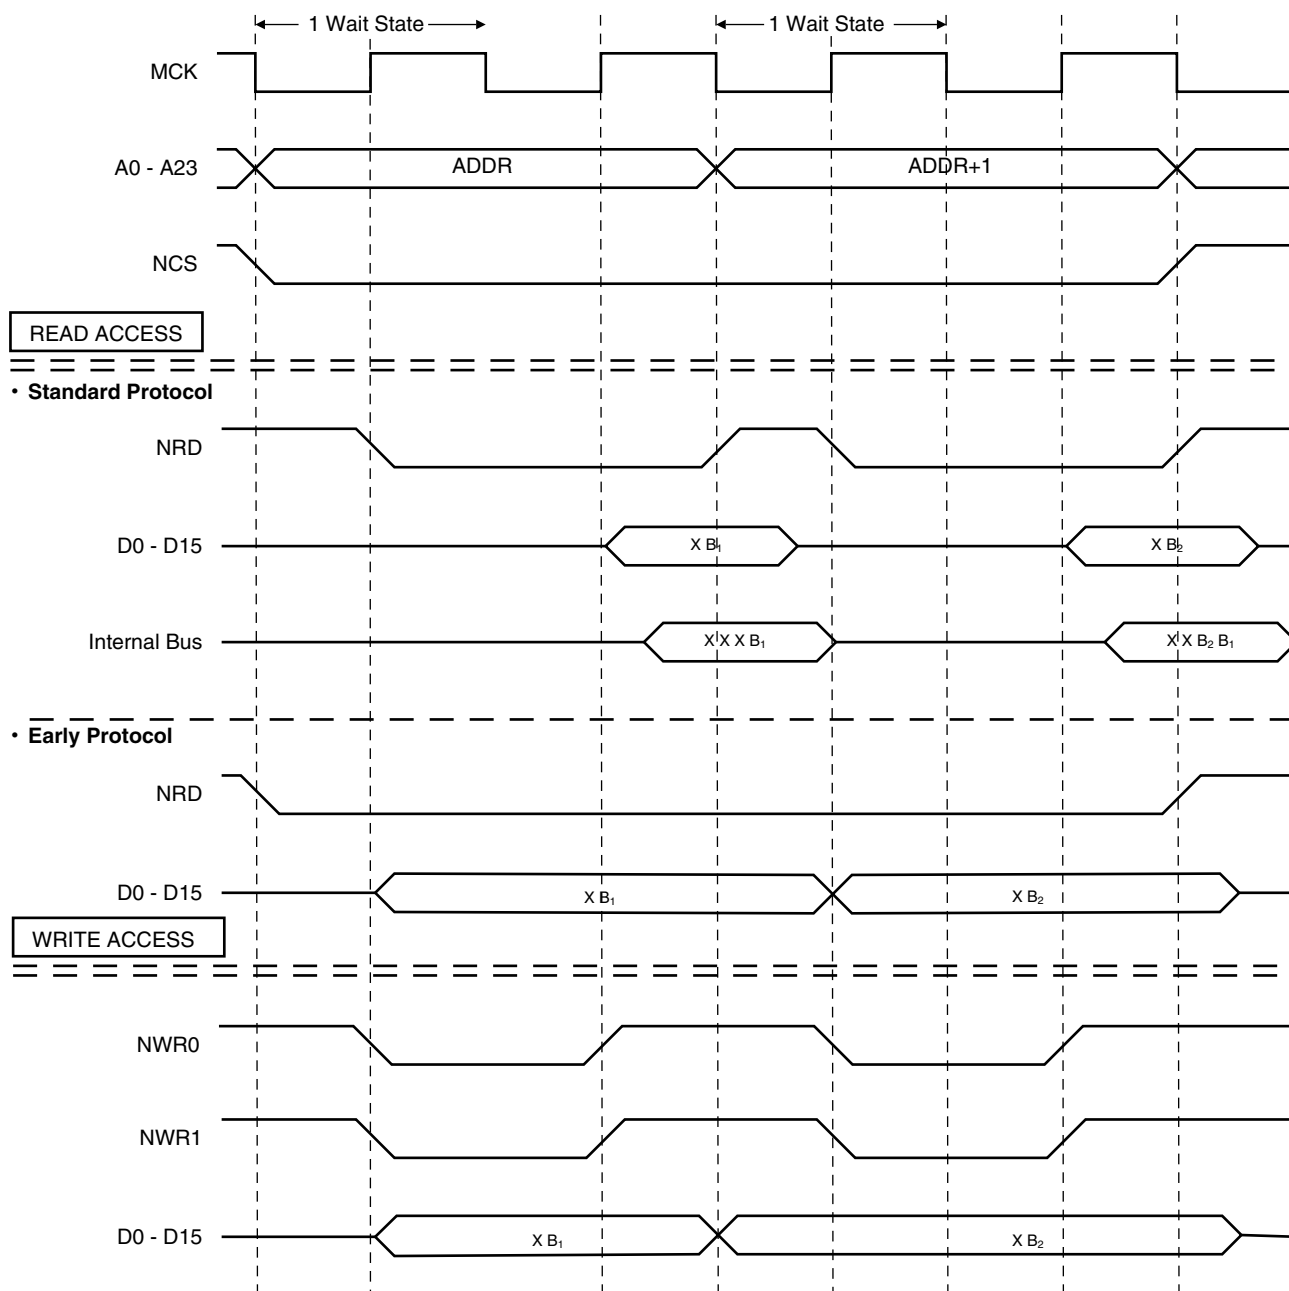 1 Wait State 1 Wait State
MCK
A0 - A23 ADDR ADDR+1
NCS
READ ACCESS
• Standard Protocol
NRD
D0 - D15 X B₁ X B₂
Internal Bus X X X B₁ X X B₂ B₁
• Early Protocol
NRD
D0 - D15 X B₁ X B₂
WRITE ACCESS
NWR0
NWR1
D0 - D15 X B₁ X B₂